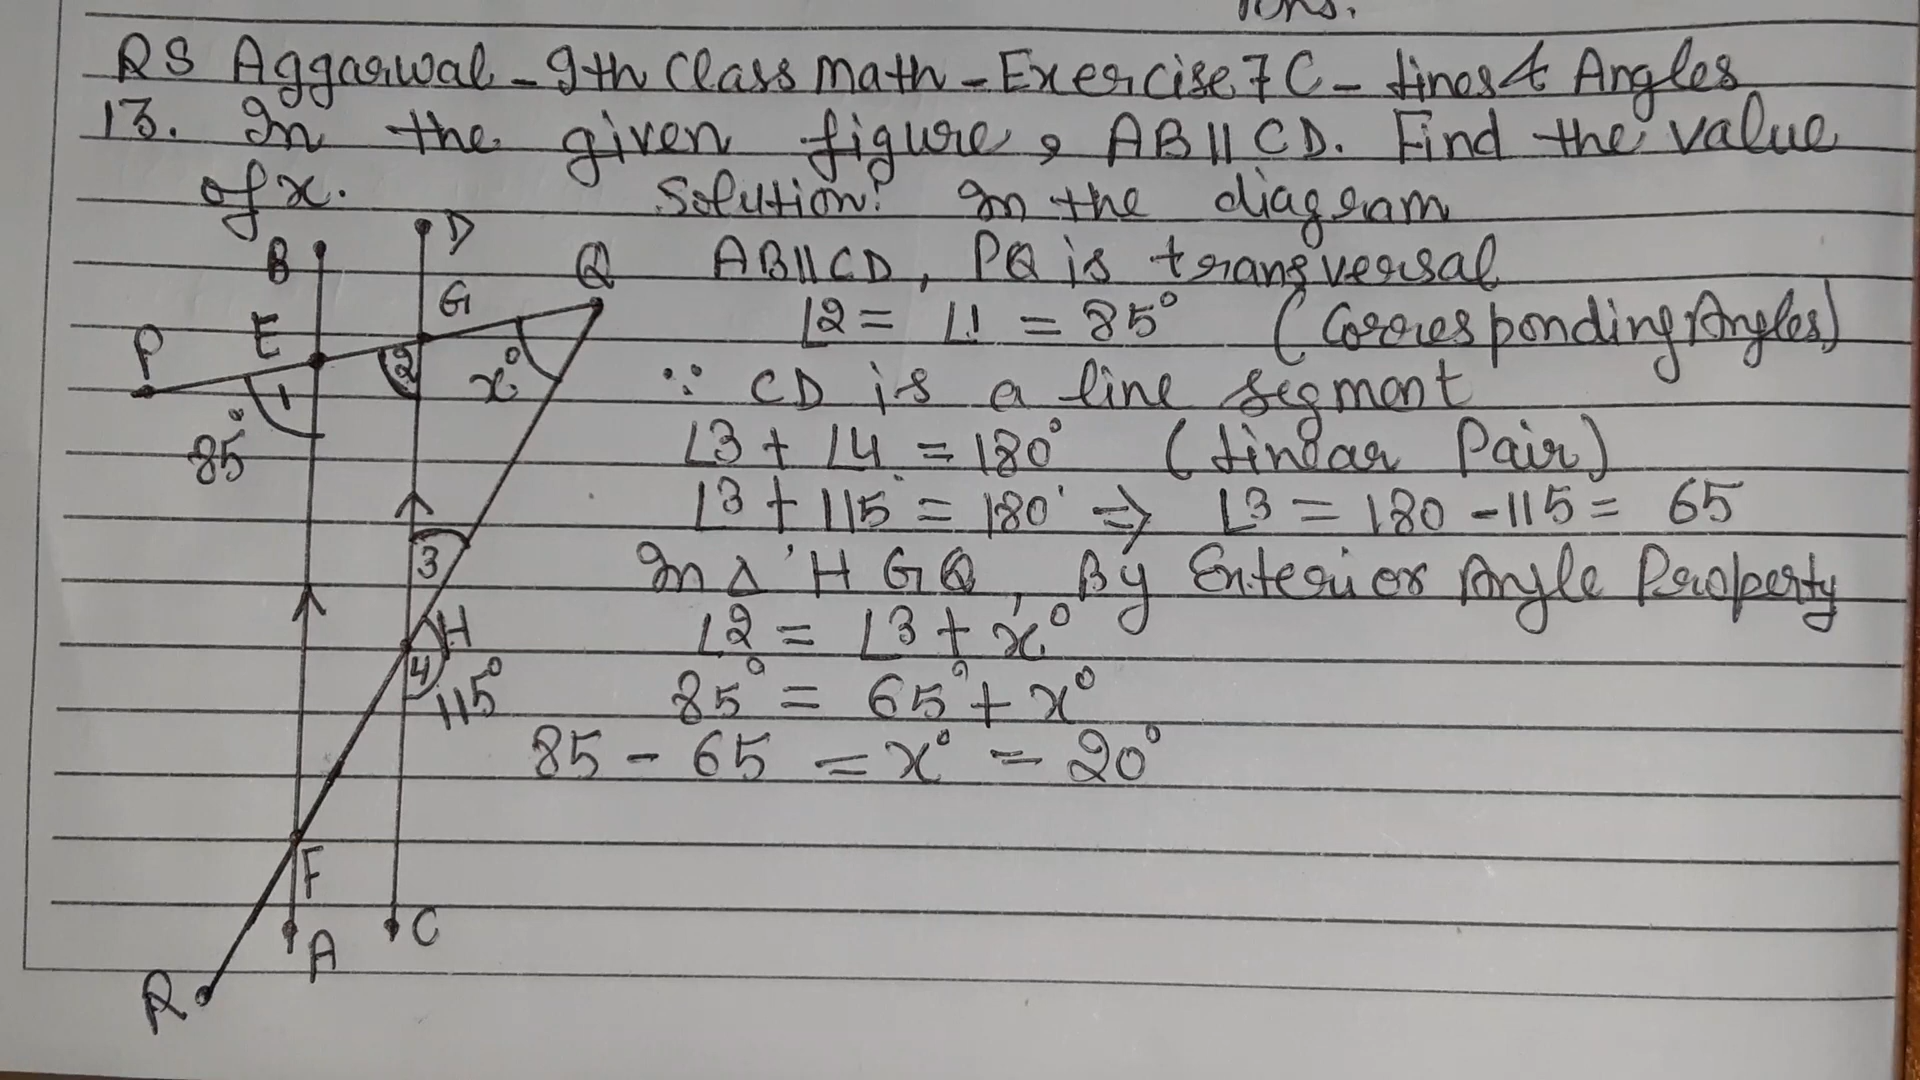 RS Aggarwal - 9th Class math - Exercise 7C - Lines & Angles
13. In the given figure, AB || CD. Find the value
of x.
Solution: In the diagram
AB || CD, PQ is transversal
∠2 = ∠1 = 85° (Corresponding Angles)
∵ CD is a line segment
∠3 + ∠4 = 180° (Linear Pair)
∠3 + 115° = 180° ⇒ ∠3 = 180 - 115 = 65
In Δ HGQ, By Exterior Angle Property
∠2 = ∠3 + x°
85° = 65° + x°
85 - 65 = x° = 20°
B
D
Q
G
E
P
1
2
x°
85°
3
H
4
115°
F
A
C
R